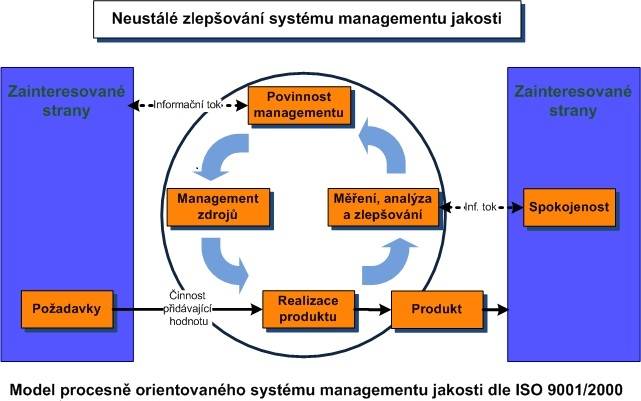 Neustálé zlepšování systému managementu jakosti
Zainteresované
strany
Informační tok
Povinnost
managementu
Zainteresované
strany
Management
zdrojů
Měření, analýza
a zlepšování
Inf. tok
Spokojenost
Požadavky
Činnost
přidávající
hodnotu
Realizace
produktu
Produkt
Model procesně orientovaného systému managementu jakosti dle ISO 9001/2000